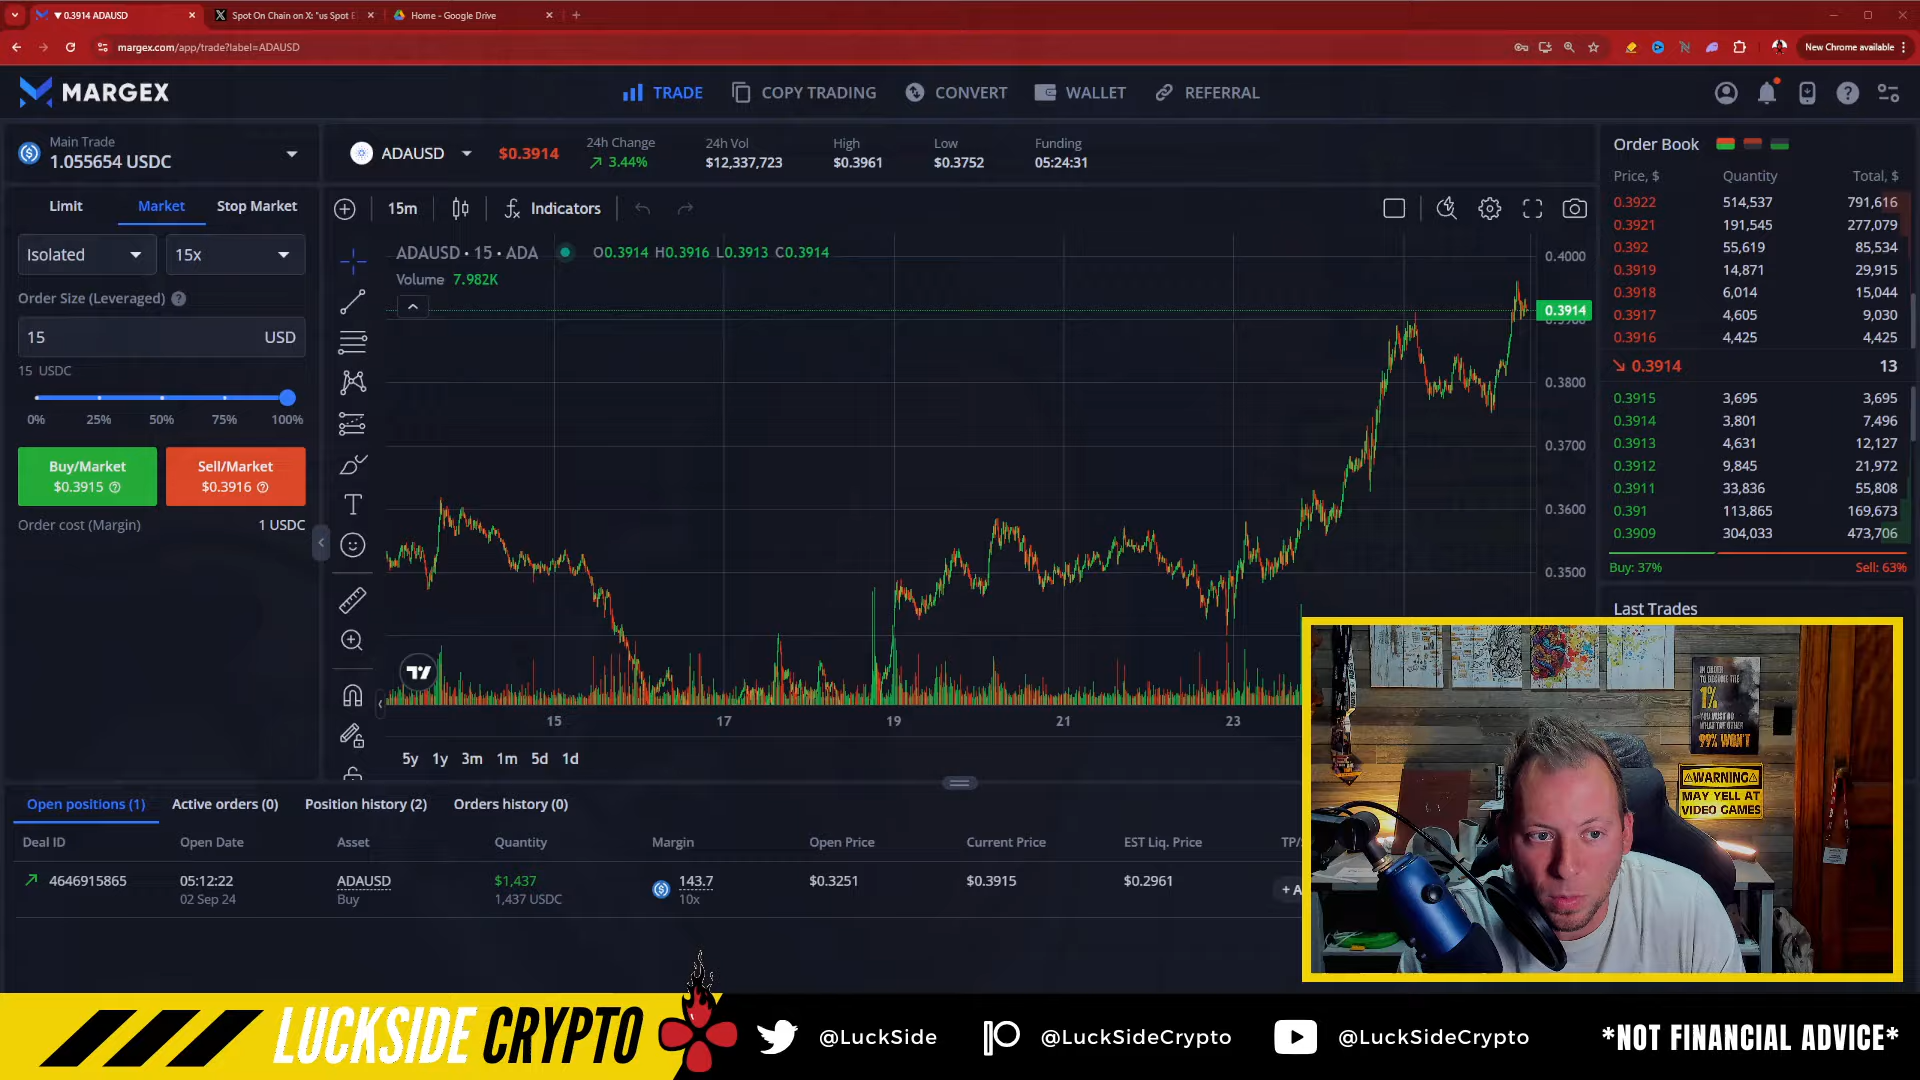 ▼ 0.3914 ADAUSD
Spot On Chain on X: "us Spot E
Home - Google Drive
margex.com/app/trade?label=ADAUSD
New Chrome available
MARGEX
TRADE
COPY TRADING
CONVERT
WALLET
REFERRAL
Main Trade
1.055654 USDC
ADAUSD
$0.3914
24h Change
3.44%
24h Vol
$12,337,723
High
$0.3961
Low
$0.3752
Funding
05:24:31
Limit
Market
Stop Market
Isolated
15x
Order Size (Leveraged)
15
USD
15 USDC
0%
25%
50%
75%
100%
Buy/Market
$0.3915
Sell/Market
$0.3916
Order cost (Margin)
1 USDC
15m
Indicators
ADAUSD · 15 · ADA
O0.3914 H0.3916 L0.3913 C0.3914
Volume 7.982K
0.4000
0.3914
0.3800
0.3700
0.3600
0.3500
15
17
19
21
23
5y
1y
3m
1m
5d
1d
Order Book
Price, $ Quantity Total, $
0.3922 514,537 791,616
0.3921 191,545 277,079
0.392 55,619 85,534
0.3919 14,871 29,915
0.3918 6,014 15,044
0.3917 4,605 9,030
0.3916 4,425 4,425
0.3914 13
0.3915 3,695 3,695
0.3914 3,801 7,496
0.3913 4,631 12,127
0.3912 9,845 21,972
0.3911 33,836 55,808
0.391 113,865 169,673
0.3909 304,033 473,706
Buy: 37%
Sell: 63%
Last Trades
Open positions (1)
Active orders (0)
Position history (2)
Orders history (0)
Deal ID
Open Date
Asset
Quantity
Margin
Open Price
Current Price
EST Liq. Price
TP/
4646915865
05:12:22
02 Sep 24
ADAUSD
Buy
$1,437
1,437 USDC
143.7
10x
$0.3251
$0.3915
$0.2961
+ A
IN ORDER
TO BECOME THE
1%
YOU MUST DO
WHAT THE OTHER
99% WON'T
WARNING
MAY YELL AT
VIDEO GAMES
LUCKSIDE CRYPTO
@LuckSide
@LuckSideCrypto
@LuckSideCrypto
*NOT FINANCIAL ADVICE*